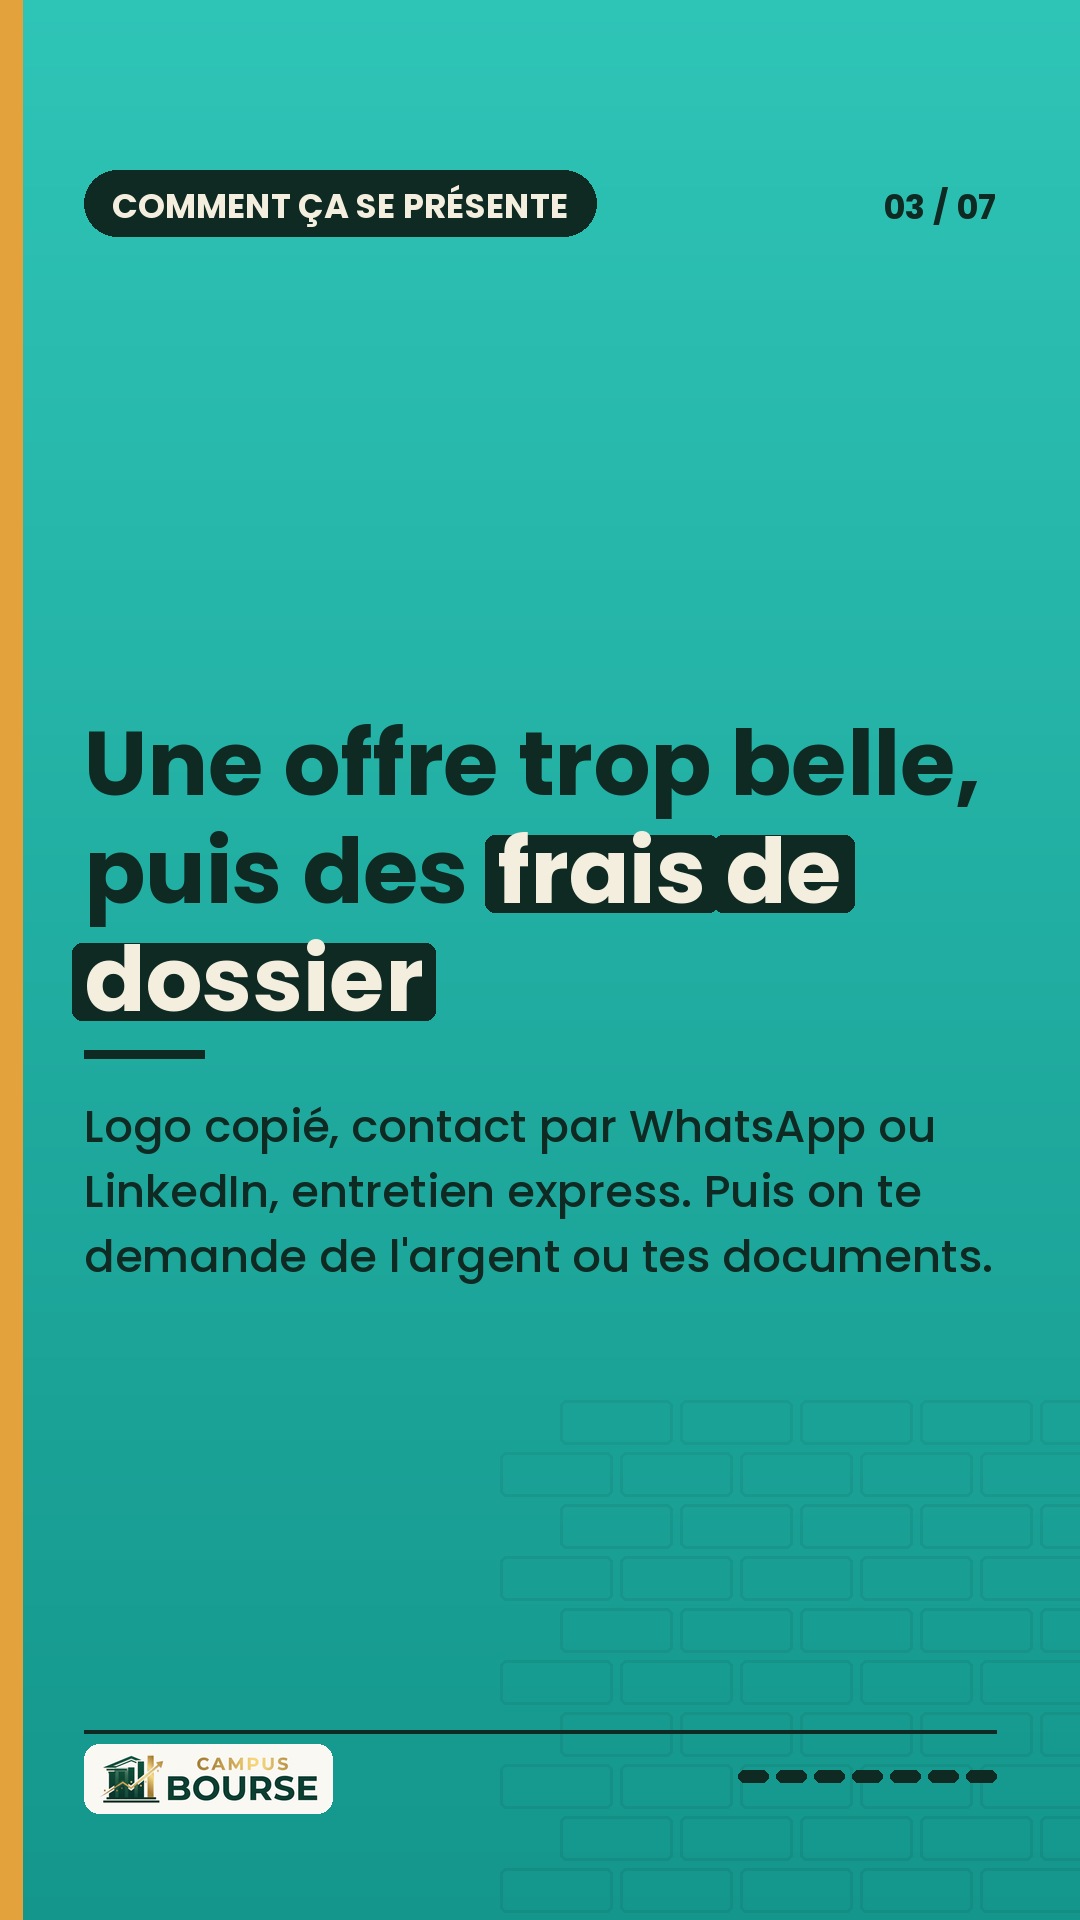 COMMENT ÇA SE PRÉSENTE
03 / 07
Une offre trop belle,
puis des frais de
dossier
Logo copié, contact par WhatsApp ou
LinkedIn, entretien express. Puis on te
demande de l'argent ou tes documents.
CAMPUS
BOURSE